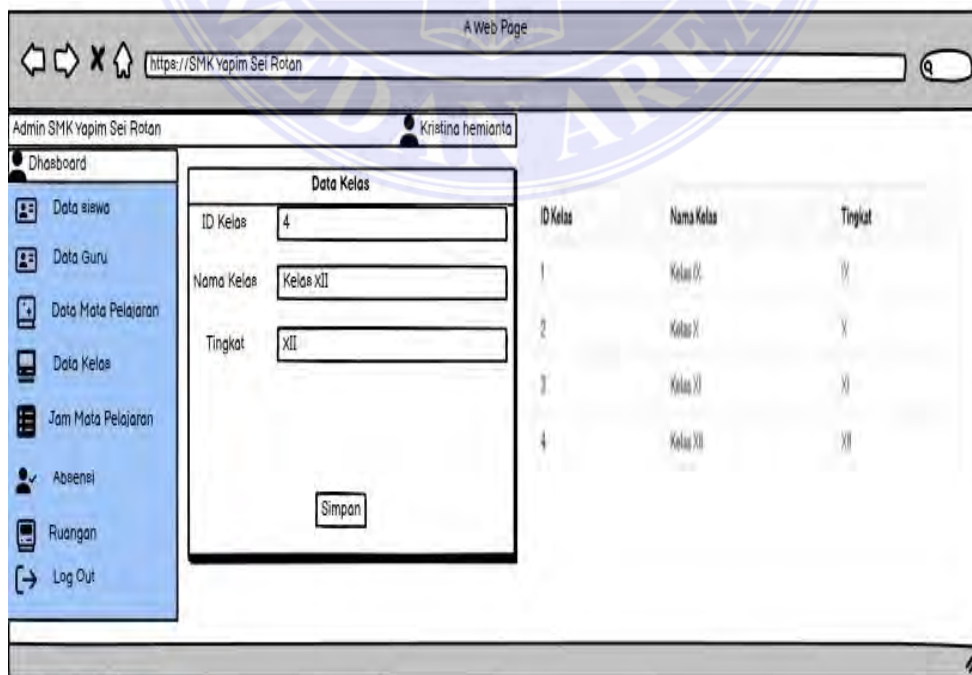 A Web Page
https://SMK Yapim Sei Rotan
MEDAN AREA
Admin SMK Yapim Sei Rotan
Kristina hemianta
Dhasboard
Data siswa
Data Guru
Data Mata Pelajaran
Data Kelas
Jam Mata Pelajaran
Absensi
Ruangan
Log Out
Data Kelas
ID Kelas 4
Nama Kelas Kelas XII
Tingkat XII
Simpan
ID Kelas Nama Kelas Tingkat
1 Kelas IX IX
2 Kelas X X
3 Kelas XI XI
4 Kelas XII XII